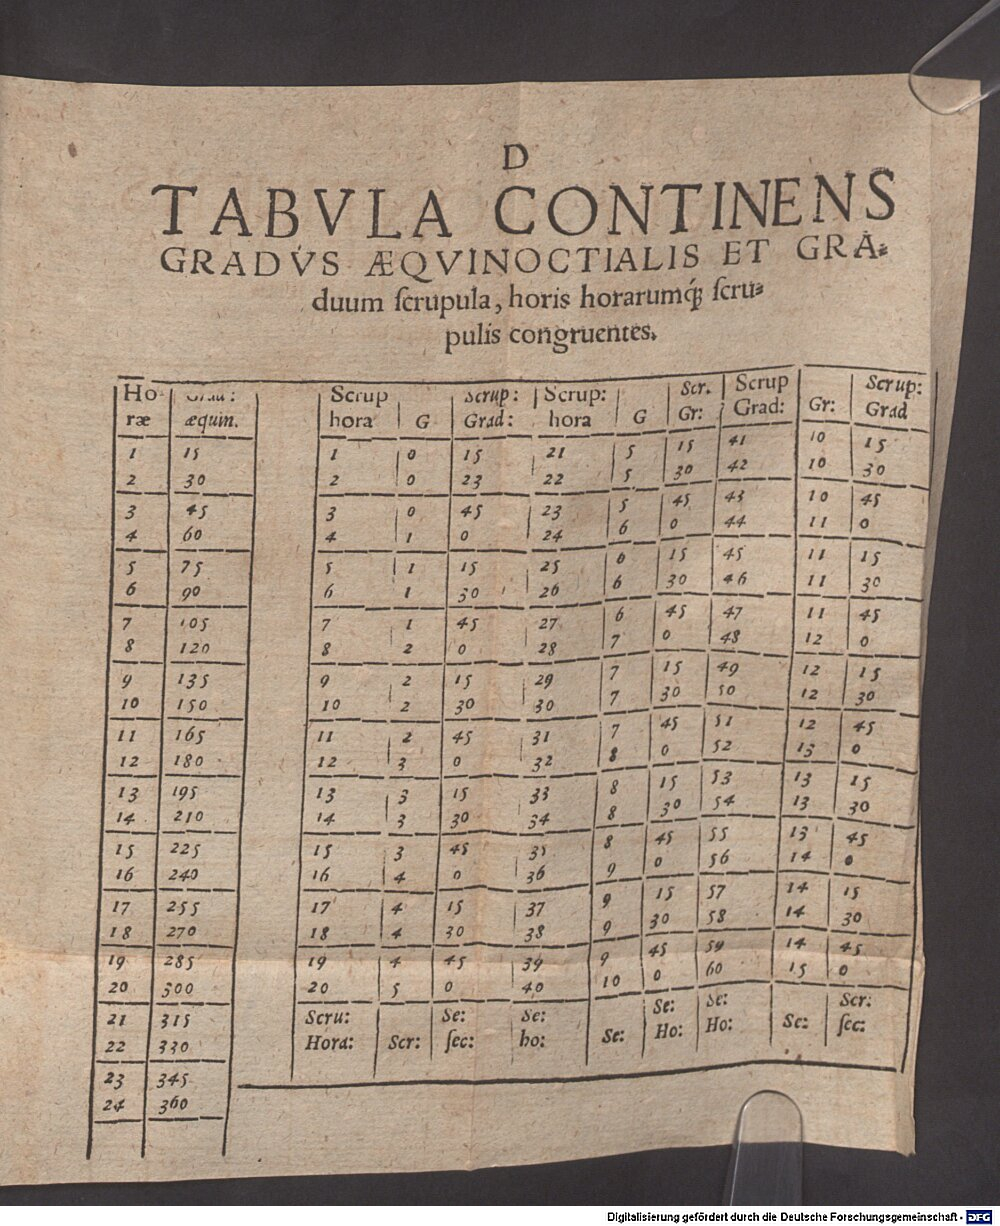 D
TABVLA CONTINENS
GRADVS ÆQVINOCTIALIS ET GRA⸗
duum ſcrupula, horis horarumq́; ſcru⸗
pulis congruentes.
Ho Grad: Scrup Scrup: Scrup: Scr. Scrup Scrup:
ræ æquin. hora G Grad: hora G Gr: Grad: Gr: Grad
1 15 1 0 15 21 5 15 41 10 15
2 30 2 0 23 22 5 30 42 10 30
3 45 3 0 45 23 5 45 43 10 45
4 60 4 1 0 24 6 0 44 11 0
5 75 5 1 15 25 6 15 45 11 15
6 90 6 1 30 26 6 30 46 11 30
7 105 7 1 45 27 6 45 47 11 45
8 120 8 2 0 28 7 0 48 12 0
9 135 9 2 15 29 7 15 49 12 15
10 150 10 2 30 30 7 30 50 12 30
11 165 11 2 45 31 7 45 51 12 45
12 180 12 3 0 32 8 0 52 13 0
13 195 13 3 15 33 8 15 53 13 15
14 210 14 3 30 34 8 30 54 13 30
15 225 15 3 45 35 8 45 55 13 45
16 240 16 4 0 36 9 0 56 14 0
17 255 17 4 15 37 9 15 57 14 15
18 270 18 4 30 38 9 30 58 14 30
19 285 19 4 45 39 9 45 59 14 45
20 300 20 5 0 40 10 0 60 15 0
21 315 Scru: Se: Se: Se: Se: Scr:
22 330 Hora: Scr: ſec: ho: Se: Ho: Ho: Se: ſec:
23 345
24 360
Digitalisierung gefördert durch die Deutsche Forschungsgemeinschaft - DFG